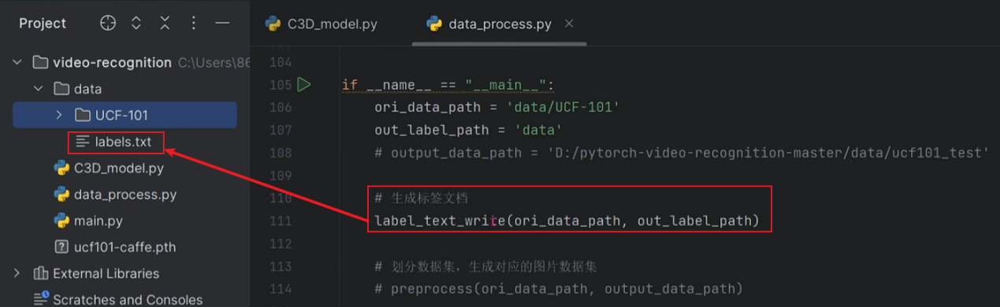 Project
C3D_model.py
data_process.py
video-recognition C:\Users\86
data
UCF-101
labels.txt
C3D_model.py
data_process.py
main.py
ucf101-caffe.pth
External Libraries
Scratches and Consoles
104
105 if __name__ == "__main__":
106 ori_data_path = 'data/UCF-101'
107 out_label_path = 'data'
108 # output_data_path = 'D:/pytorch-video-recognition-master/data/ucf101_test'
109
110 # 生成标签文档
111 label_text_write(ori_data_path, out_label_path)
112
113 # 划分数据集，生成对应的图片数据集
114 # preprocess(ori_data_path, output_data_path)